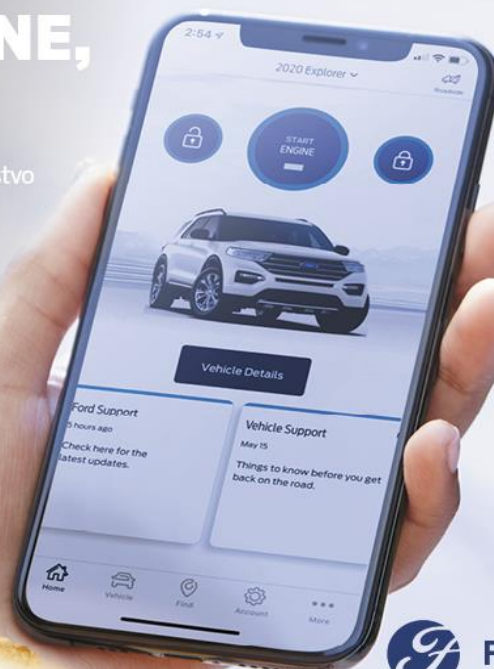 NE,
tvo
2:54
2020 Explorer
Roadside
START
ENGINE
Vehicle Details
Ford Support
5 hours ago
Check here for the
latest updates.
Vehicle Support
May 15
Things to know before you get
back on the road.
Home
Vehicle
Find
Account
More